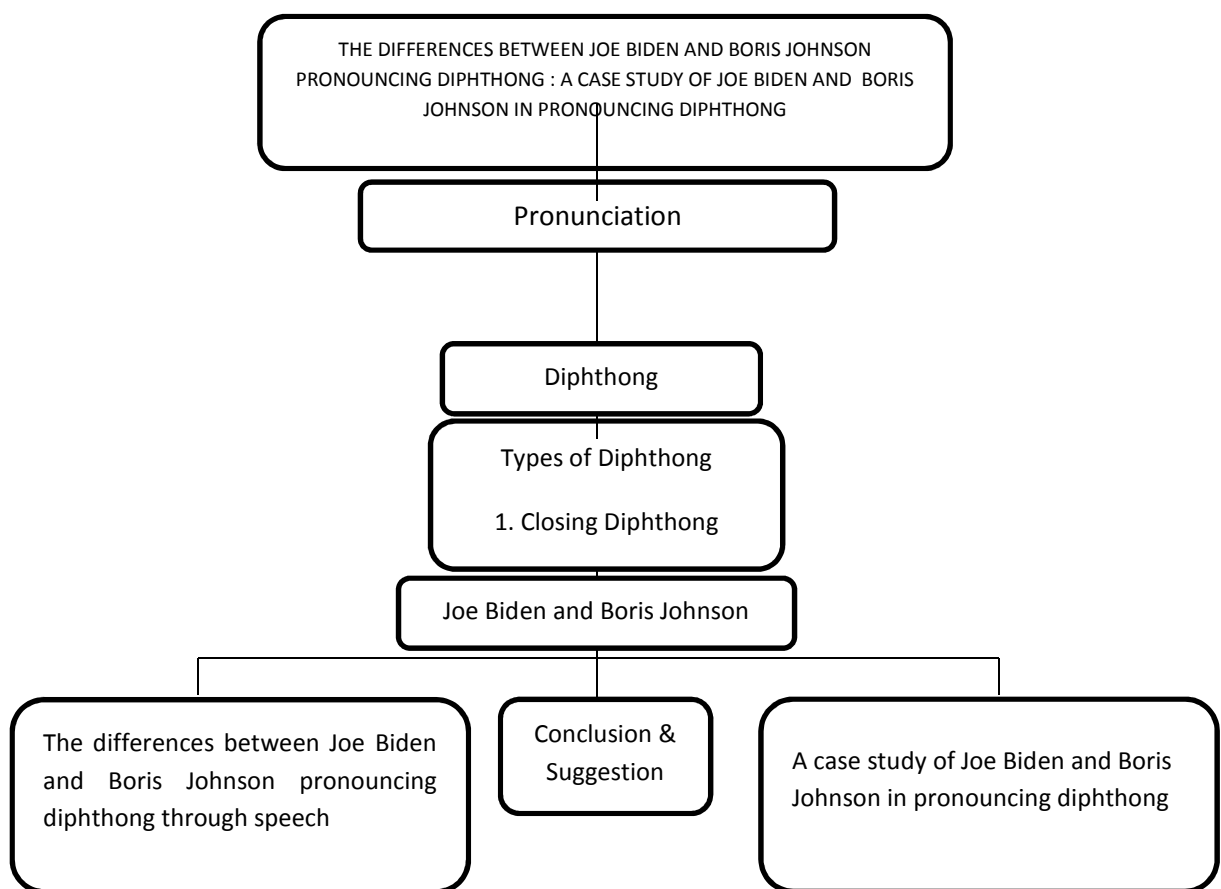 THE DIFFERENCES BETWEEN JOE BIDEN AND BORIS JOHNSON
PRONOUNCING DIPHTHONG : A CASE STUDY OF JOE BIDEN AND BORIS
JOHNSON IN PRONOUNCING DIPHTHONG
Pronunciation
Diphthong
Types of Diphthong
1. Closing Diphthong
Joe Biden and Boris Johnson
The differences between Joe Biden
and Boris Johnson pronouncing
diphthong through speech
Conclusion &
Suggestion
A case study of Joe Biden and Boris
Johnson in pronouncing diphthong